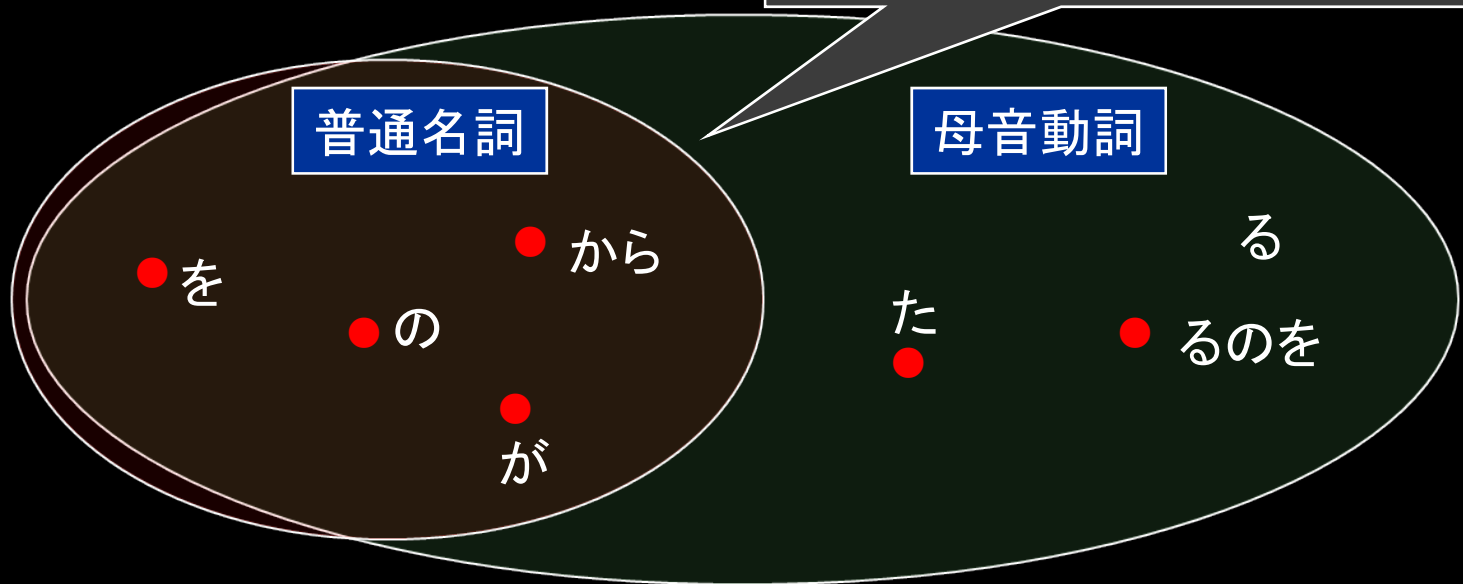 普通名詞
母音動詞
から
る
を
の
た
るのを
が